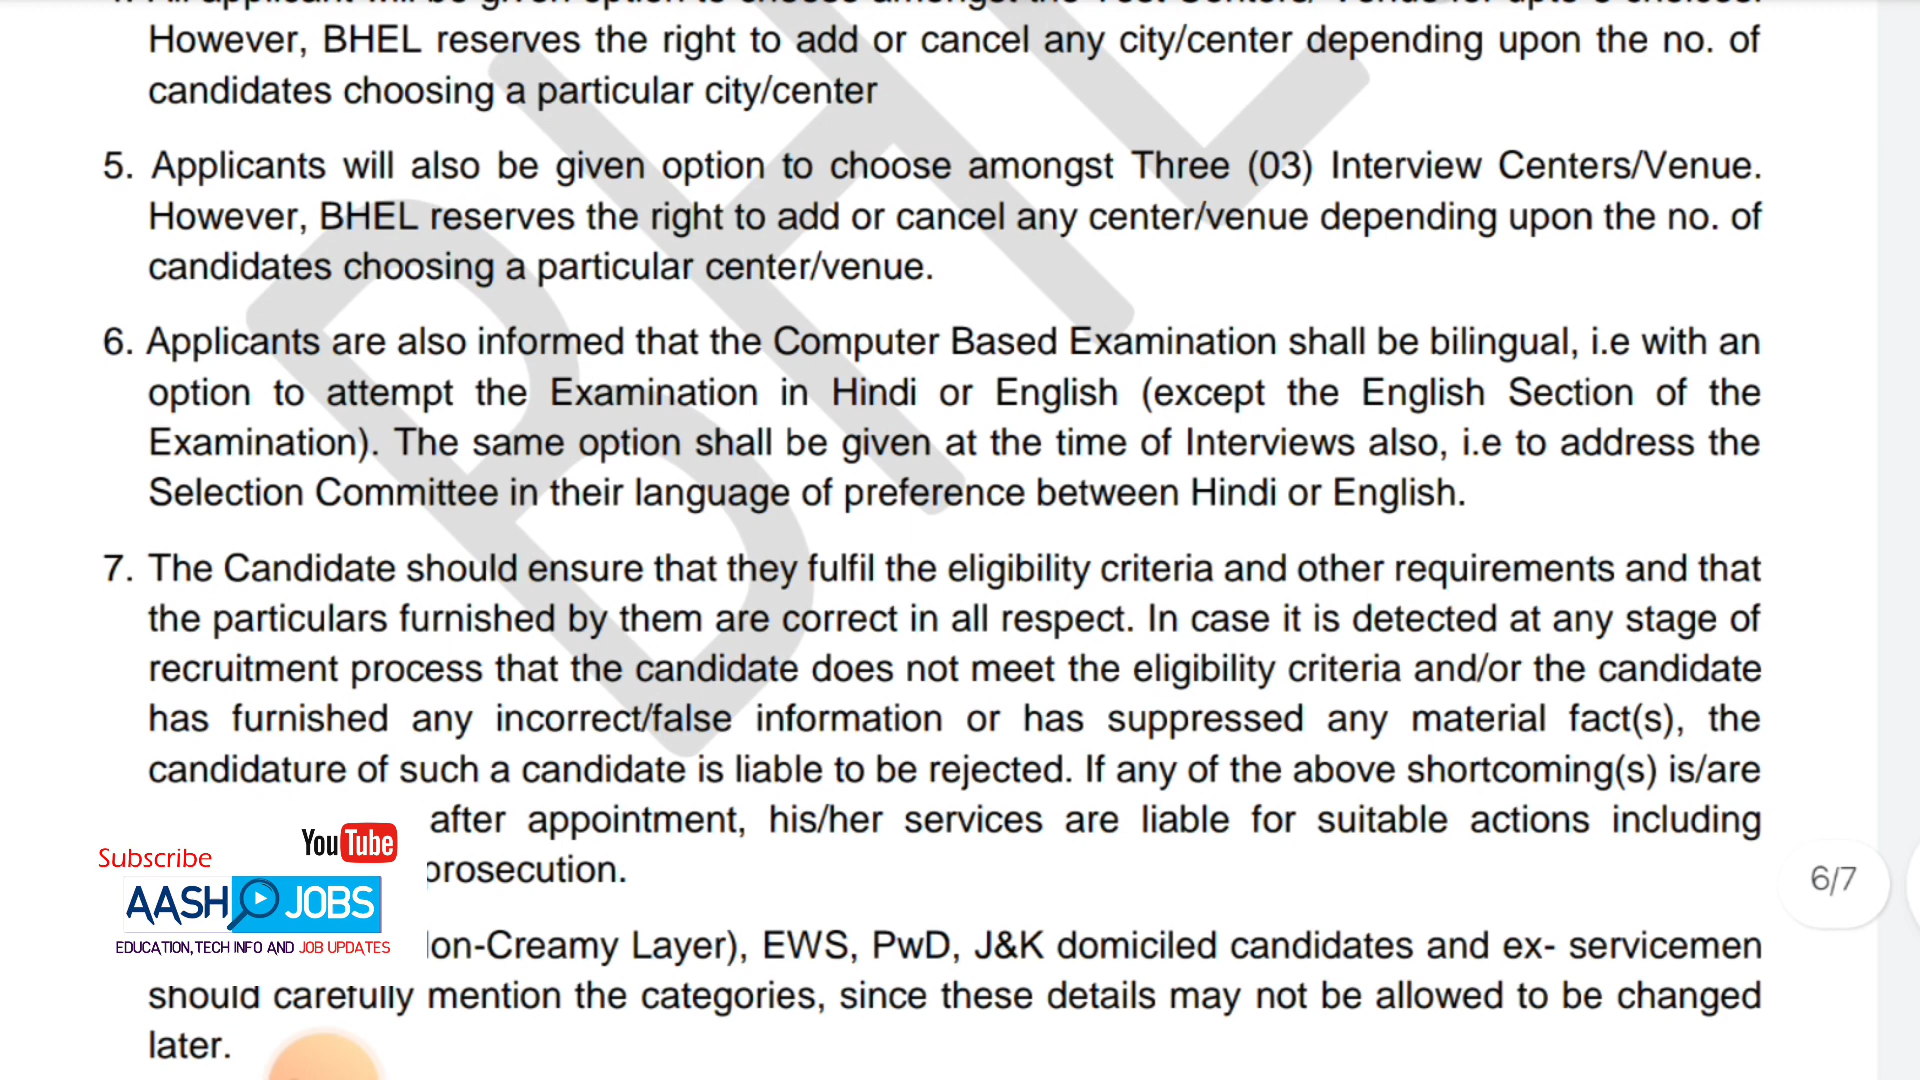 However, BHEL reserves the right to add or cancel any city/center depending upon the no. of
candidates choosing a particular city/center
5. Applicants will also be given option to choose amongst Three (03) Interview Centers/Venue.
However, BHEL reserves the right to add or cancel any center/venue depending upon the no. of
candidates choosing a particular center/venue.
6. Applicants are also informed that the Computer Based Examination shall be bilingual, i.e with an
option to attempt the Examination in Hindi or English (except the English Section of the
Examination). The same option shall be given at the time of Interviews also, i.e to address the
Selection Committee in their language of preference between Hindi or English.
7. The Candidate should ensure that they fulfil the eligibility criteria and other requirements and that
the particulars furnished by them are correct in all respect. In case it is detected at any stage of
recruitment process that the candidate does not meet the eligibility criteria and/or the candidate
has furnished any incorrect/false information or has suppressed any material fact(s), the
candidature of such a candidate is liable to be rejected. If any of the above shortcoming(s) is/are
after appointment, his/her services are liable for suitable actions including
prosecution.
Subscribe YouTube
AASH JOBS
EDUCATION, TECH INFO AND JOB UPDATES
6/7
on-Creamy Layer), EWS, PwD, J&K domiciled candidates and ex- servicemen
should carefully mention the categories, since these details may not be allowed to be changed
later.